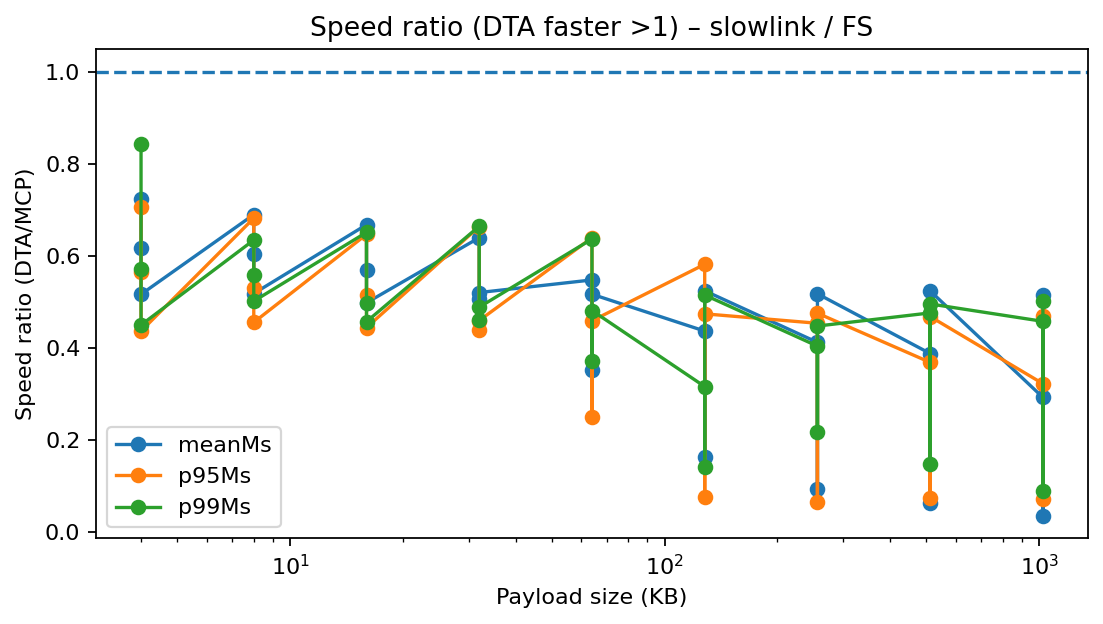 Speed ratio (DTA faster >1) – slowlink / FS
Speed ratio (DTA/MCP)
1.0
0.8
0.6
0.4
0.2
0.0
meanMs
p95Ms
p99Ms
10¹ 10² 10³
Payload size (KB)